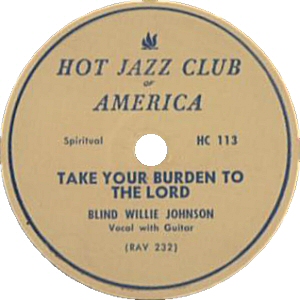 HOT JAZZ CLUB
OF
AMERICA
Spiritual HC 113
TAKE YOUR BURDEN TO
THE LORD
BLIND WILLIE JOHNSON
Vocal with Guitar
(RAY 232)